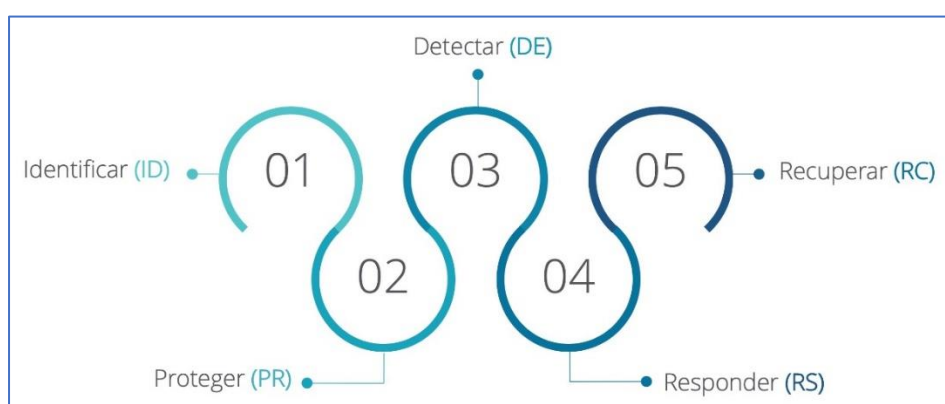 Detectar (DE)
Identificar (ID)
01
03
05
Recuperar (RC)
02
04
Proteger (PR)
Responder (RS)